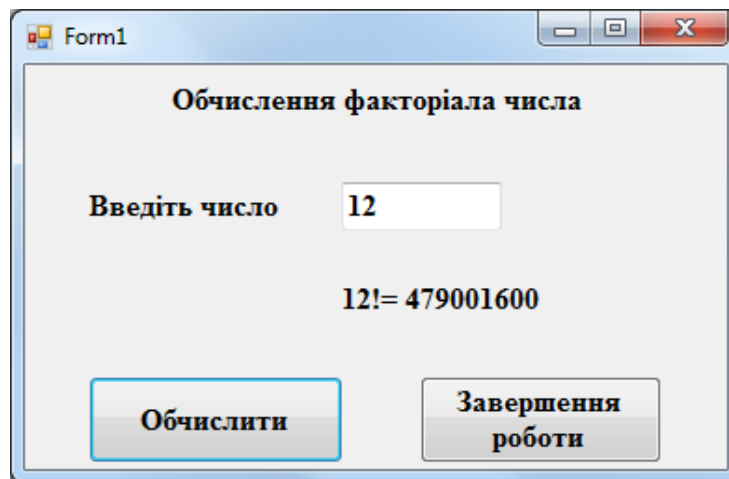 Form1
Обчислення факторіала числа
Введіть число 12
12!= 479001600
Обчислити
Завершення
роботи